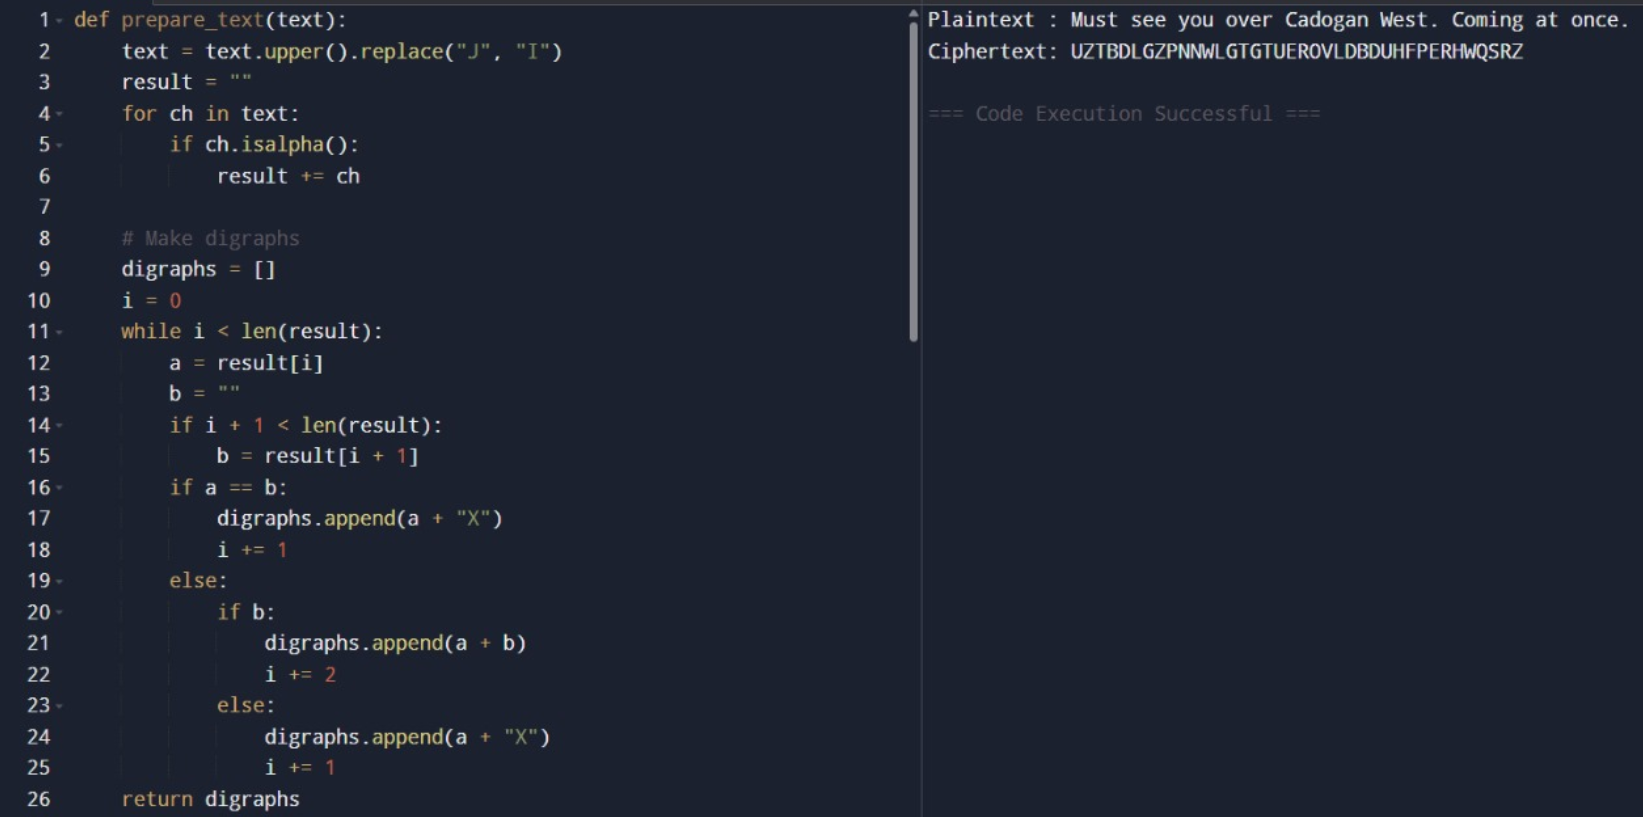 1 def prepare_text(text):
2     text = text.upper().replace("J", "I")
3     result = ""
4     for ch in text:
5         if ch.isalpha():
6             result += ch
7
8     # Make digraphs
9     digraphs = []
10     i = 0
11     while i < len(result):
12         a = result[i]
13         b = ""
14         if i + 1 < len(result):
15             b = result[i + 1]
16         if a == b:
17             digraphs.append(a + "X")
18             i += 1
19         else:
20             if b:
21                 digraphs.append(a + b)
22                 i += 2
23             else:
24                 digraphs.append(a + "X")
25                 i += 1
26     return digraphs
Plaintext : Must see you over Cadogan West. Coming at once.
Ciphertext: UZTBDLGZPNNWLGTGTUEROVLDBDUHFPERHWQSRZ
=== Code Execution Successful ===